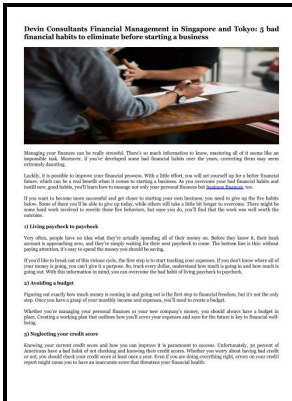 Devin Consultants Financial Management in Singapore and Tokyo: 5 bad
financial habits to eliminate before starting a business
Managing your finances can be really stressful. There's so much information to know, mastering all of it seems like an
impossible task. Moreover, if you've developed some bad financial habits over the years, correcting them may seem
extremely daunting.
Luckily, it is possible to improve your financial prowess. With a little effort, you will set yourself up for a better financial
future, which can be a real benefit when it comes to starting a business. As you overcome your bad financial habits and
instill new, good habits, you'll learn how to manage not only your personal finances but business finances, too.
If you want to become more successful and get closer to starting your own business, you need to give up the five habits
below. Some of them you'll be able to give up today, while others will take a little bit longer to overcome. There might be
some hard work involved to rewrite these five behaviors, but once you do, you'll find that the work was well worth the
outcome.
1) Living paycheck to paycheck
Very often, people have no idea what they're actually spending all of their money on. Before they know it, their bank
account is approaching zero, and they're simply waiting for their next paycheck to come. The bottom line is this: without
paying attention, it's easy to spend the money you should be saving.
If you'd like to break out of this vicious cycle, the first step is to start tracking your expenses. If you don't know where all of
your money is going, you can't give it a purpose. So, track every dollar, understand how much is going in and how much is
going out. With this information in mind, you can overcome the bad habit of living paycheck to paycheck.
2) Avoiding a budget
Figuring out exactly how much money is coming in and going out is the first step to financial freedom, but it's not the only
step. Once you have a grasp of your monthly income and expenses, you'll need to create a budget.
Whether you're managing your personal finances or your new company's money, you should always have a budget in
place. Creating a working plan that outlines how you'll cover your expenses and save for the future is key to financial well-
being.
3) Neglecting your credit score
Knowing your current credit score and how you can improve it is paramount to success. Unfortunately, 30 percent of
Americans have a bad habit of not checking and knowing their credit scores. Whether you worry about having bad credit
or not, you should check your credit score at least once a year. Even if you are doing everything right, errors on your credit
report might cause you to have an inaccurate score that threatens your financial health.